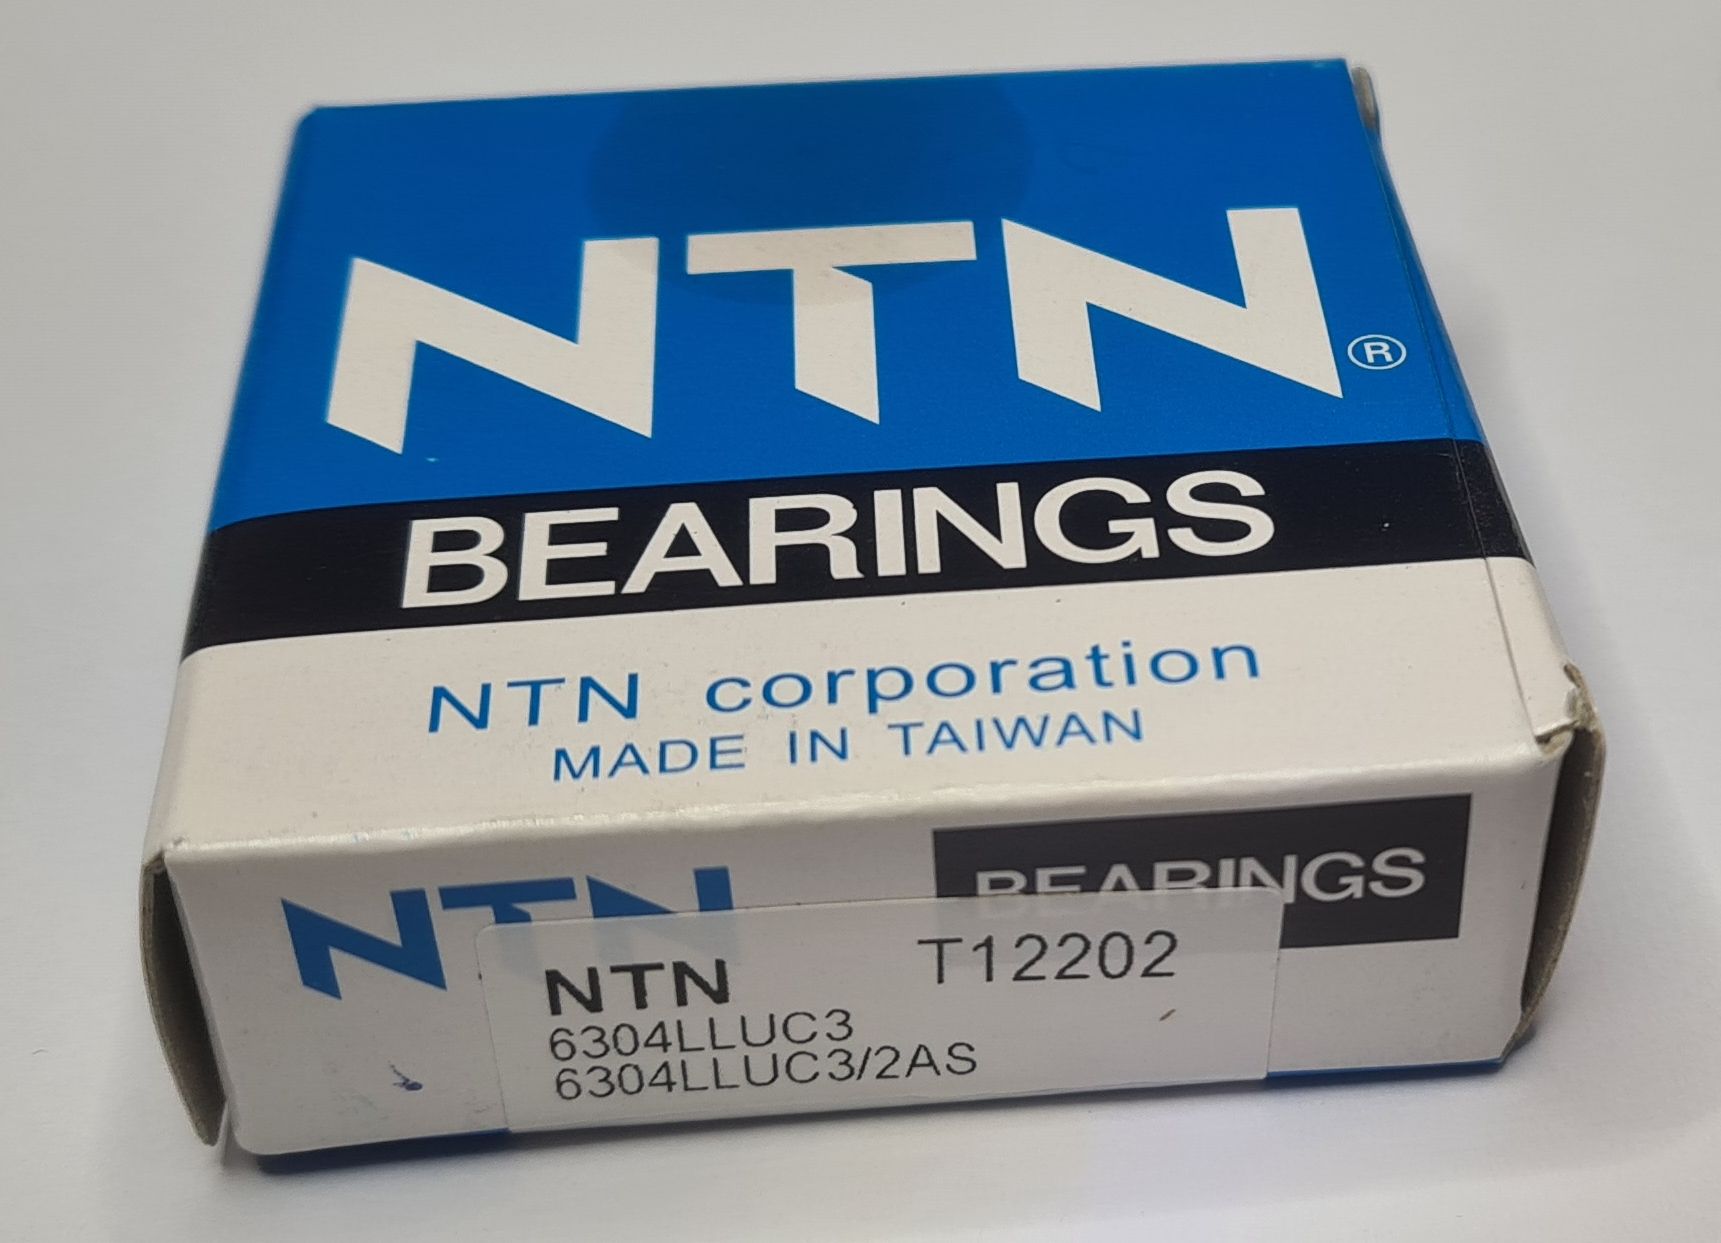 NTN®
BEARINGS
NTN corporation
MADE IN TAIWAN
NTN BEARINGS
NTN T12202
6304LLUC3
6304LLUC3/2AS